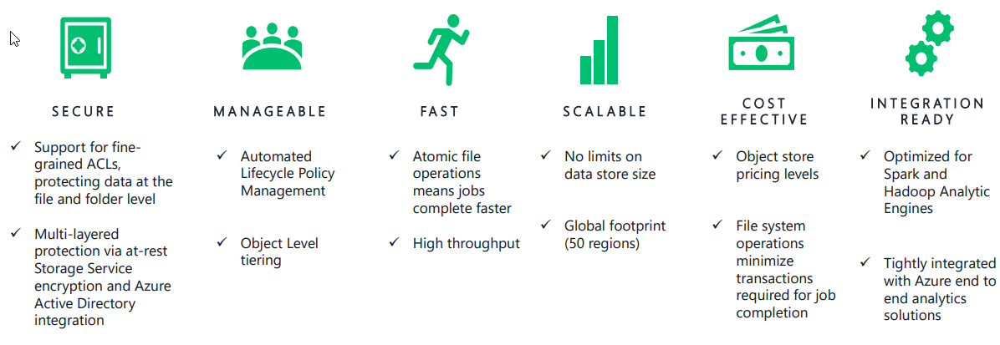 SECURE
Support for fine-
grained ACLs,
protecting data at the
file and folder level
Multi-layered
protection via at-rest
Storage Service
encryption and Azure
Active Directory
integration
MANAGEABLE
Automated
Lifecycle Policy
Management
Object Level
tiering
FAST
Atomic file
operations
means jobs
complete faster
High throughput
SCALABLE
No limits on
data store size
Global footprint
(50 regions)
COST
EFFECTIVE
Object store
pricing levels
File system
operations
minimize
transactions
required for job
completion
INTEGRATION
READY
Optimized for
Spark and
Hadoop Analytic
Engines
Tightly integrated
with Azure end to
end analytics
solutions